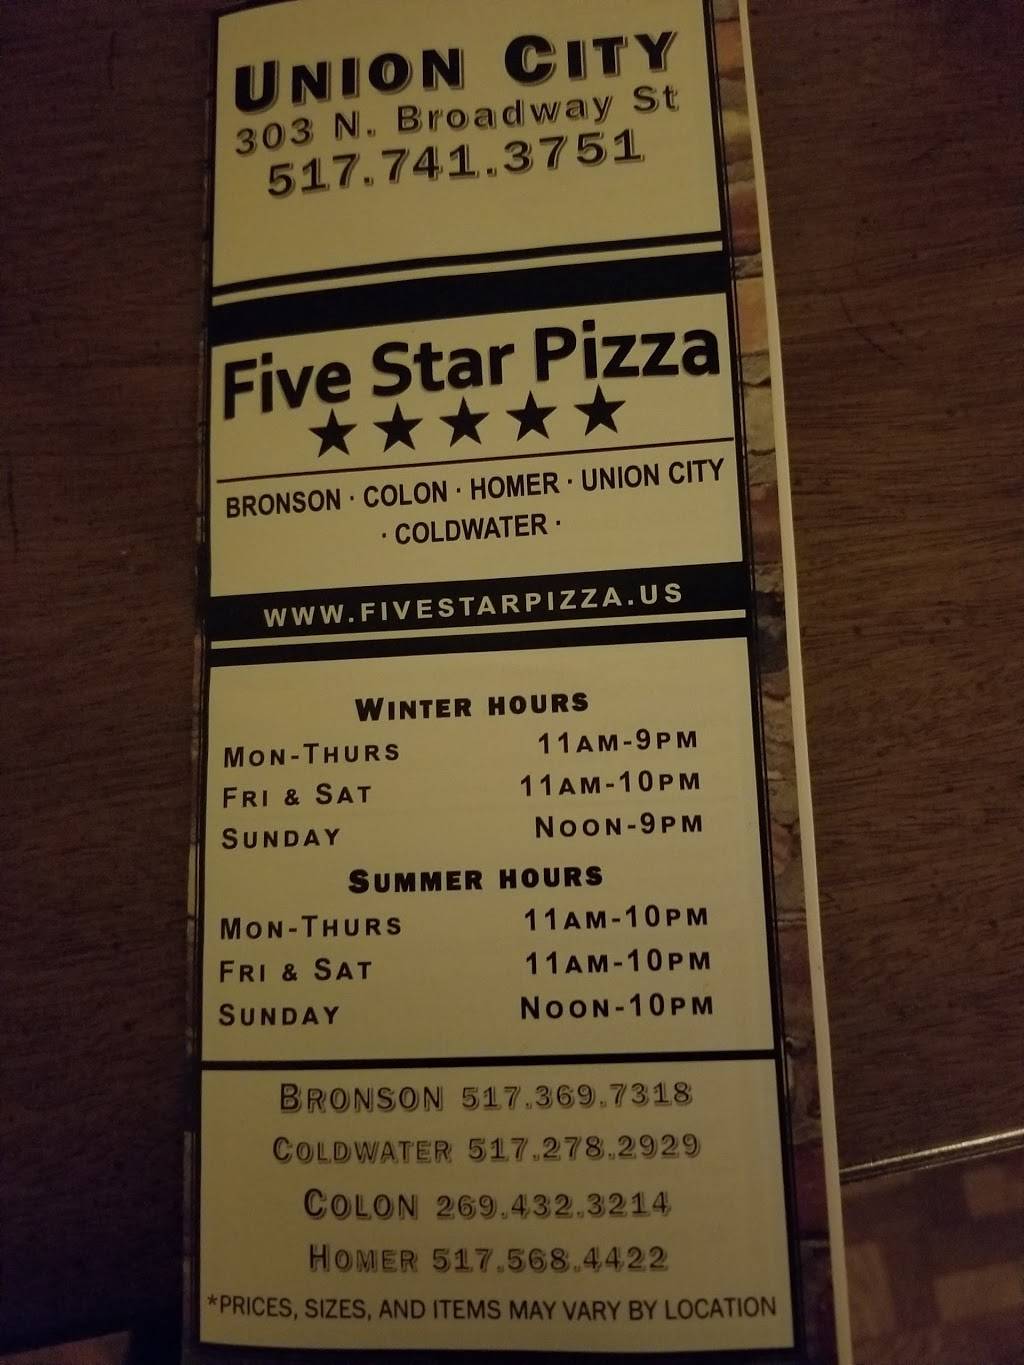 UNION CITY
303 N. Broadway St
517.741.3751
Five Star Pizza
BRONSON · COLON · HOMER · UNION CITY
· COLDWATER ·
WWW.FIVESTARPIZZA.US
WINTER HOURS
MON-THURS 11AM-9PM
FRI & SAT 11AM-10PM
SUNDAY NOON-9PM
SUMMER HOURS
MON-THURS 11AM-10PM
FRI & SAT 11AM-10PM
SUNDAY NOON-10PM
BRONSON 517.369.7318
COLDWATER 517.278.2929
COLON 269.432.3214
HOMER 517.568.4422
*PRICES, SIZES, AND ITEMS MAY VARY BY LOCATION